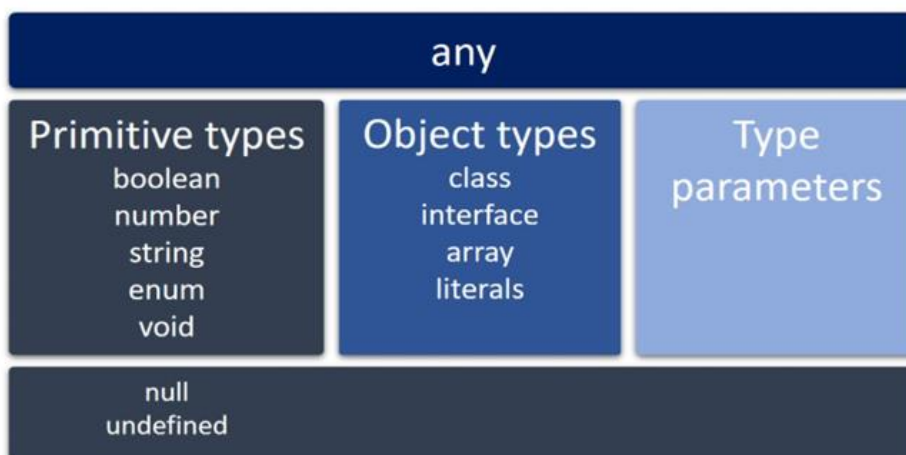 any
Primitive types
boolean
number
string
enum
void
Object types
class
interface
array
literals
Type
parameters
null
undefined